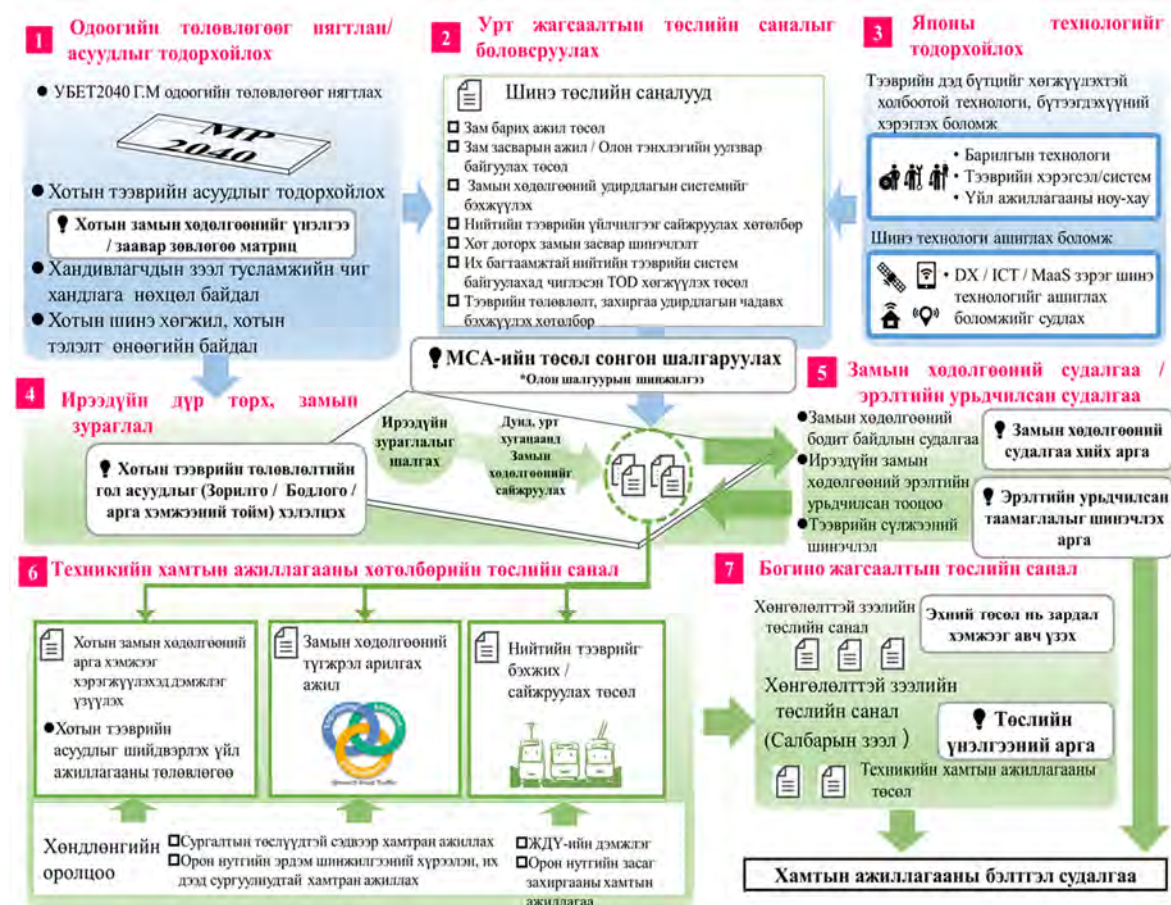 1 Одоогийн төлөвлөгөөг нягтлан/
асуудлыг тодорхойлох
● УБЕТ2040 Г.М одоогийн төлөвлөгөөг нягтлах
MP
2040
● Хотын тээврийн асуудлыг тодорхойлох
Хотын замын хөдөлгөөнийг үнэлгээ
/ заавар зөвлөгөө матриц
● Хандивлагчдын зээл тусламжийн чиг
хандлага нөхцөл байдал
● Хотын шинэ хөгжил, хотын
тэлэлт өнөөгийн байдал
2 Урт жагсаалтын төслийн саналыг
боловсруулах
Шинэ төслийн саналууд
Зам барих ажил төсөл
Зам засварын ажил / Олон тэнхлэгийн уулзвар
байгуулах төсөл
Замын хөдөлгөөний удирдлагын системийг
бэхжүүлэх
Нийтийн тээврийн үйлчилгээг сайжруулах хөтөлбөр
Хот доторх замын засвар шинэчлэлт
Их багтаамжтай нийтийн тээврийн систем
байгуулахад чиглэсэн TOD хөгжүүлэх төсөл
Тээврийн төлөвлөлт, захиргаа удирдлагын чадавх
бэхжүүлэх хөтөлбөр
3 Японы технологийг
тодорхойлох
Тээврийн дэд бүтцийг хөгжүүлэхтэй
холбоотой технологи, бүтээгдэхүүний
хэрэглэх боломж
• Барилгын технологи
• Тээврийн хэрэгсэл/систем
• Үйл ажиллагааны ноу-хау
Шинэ технологи ашиглах боломж
• DX / ICT / MaaS зэрэг шинэ
технологийг ашиглах
боломжийг судлах
MCA-ийн төсөл сонгон шалгаруулах
*Олон шалгуурын шинжилгээ
4 Ирээдүйн дүр төрх, замын
зураглал
Хотын тээврийн төлөвлөлтийн
гол асуудлыг (Зорилго / Бодлого /
арга хэмжээний тойм) хэлэлцэх
Ирээдүйн
зураглалыг
шалгах
Дунд, урт
хугацаанд
Замын
хөдөлгөөнийг
сайжруулах
5 Замын хөдөлгөөний судалгаа /
эрэлтийн урьдчилсан судалгаа
● Замын хөдөлгөөний
бодит байдлын судалгаа
● Ирээдүйн замын
хөдөлгөөний эрэлтийн
урьдчилсан тооцоо
● Тээврийн сүлжээний
шинэчлэл
Замын хөдөлгөөний
судалгаа хийх арга
Эрэлтийн урьдчилсан
таамаглалыг шинэчлэх
арга
6 Техникийн хамтын ажиллагааны хөтөлбөрийн төслийн санал
Хотын замын хөдөлгөөний
арга хэмжээг
хэрэгжүүлэхэд дэмжлэг
үзүүлэх
● Хотын тээврийн
асуудлыг шийдвэрлэх үйл
ажиллагааны төлөвлөгөө
Замын хөдөлгөөний
түгжрэл арилгах
ажил
Нийтийн тээврийг
бэхжих /
сайжруулах төсөл
Хөндлөнгийн
оролцоо
Сургалтын төслүүдтэй сэдвээр хамтран ажиллах
Орон нутгийн эрдэм шинжилгээний хүрээлэн, их
дээд сургуулиудтай хамтран ажиллах
ЖДҮ-ийн дэмжлэг
Орон нутгийн засаг
захиргааны хамтын
ажиллагаа
7 Богино жагсаалтын төслийн санал
Хөнгөлөлттэй зээлийн
төслийн санал
Эхний төсөл нь зардал
хэмжээг авч үзэх
Хөнгөлөлттэй зээлийн
төслийн санал
(Салбарын зээл )
Төслийн
үнэлгээний арга
Техникийн хамтын ажиллагааны
төсөл
Хамтын ажиллагааны бэлтгэл судалгаа